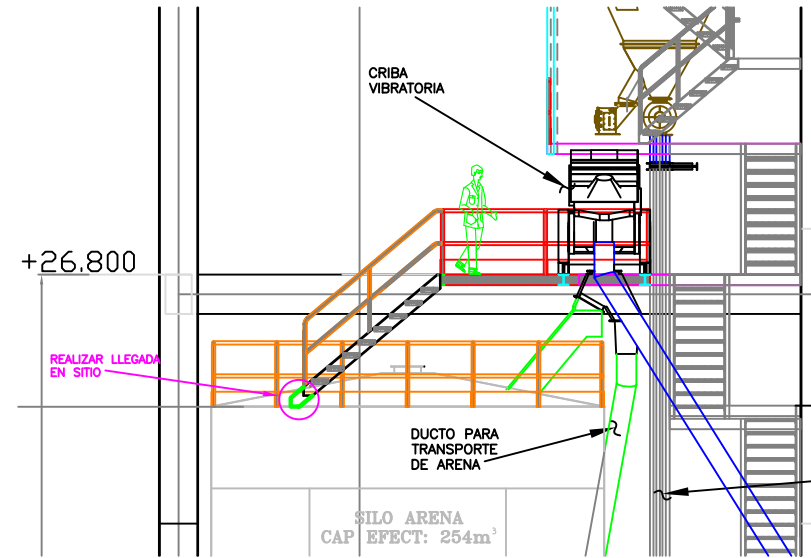 CRIBA
VIBRATORIA
+26.800
REALIZAR LLEGADA
EN SITIO
DUCTO PARA
TRANSPORTE
DE ARENA
SILO ARENA
CAP EFECT: 254m³